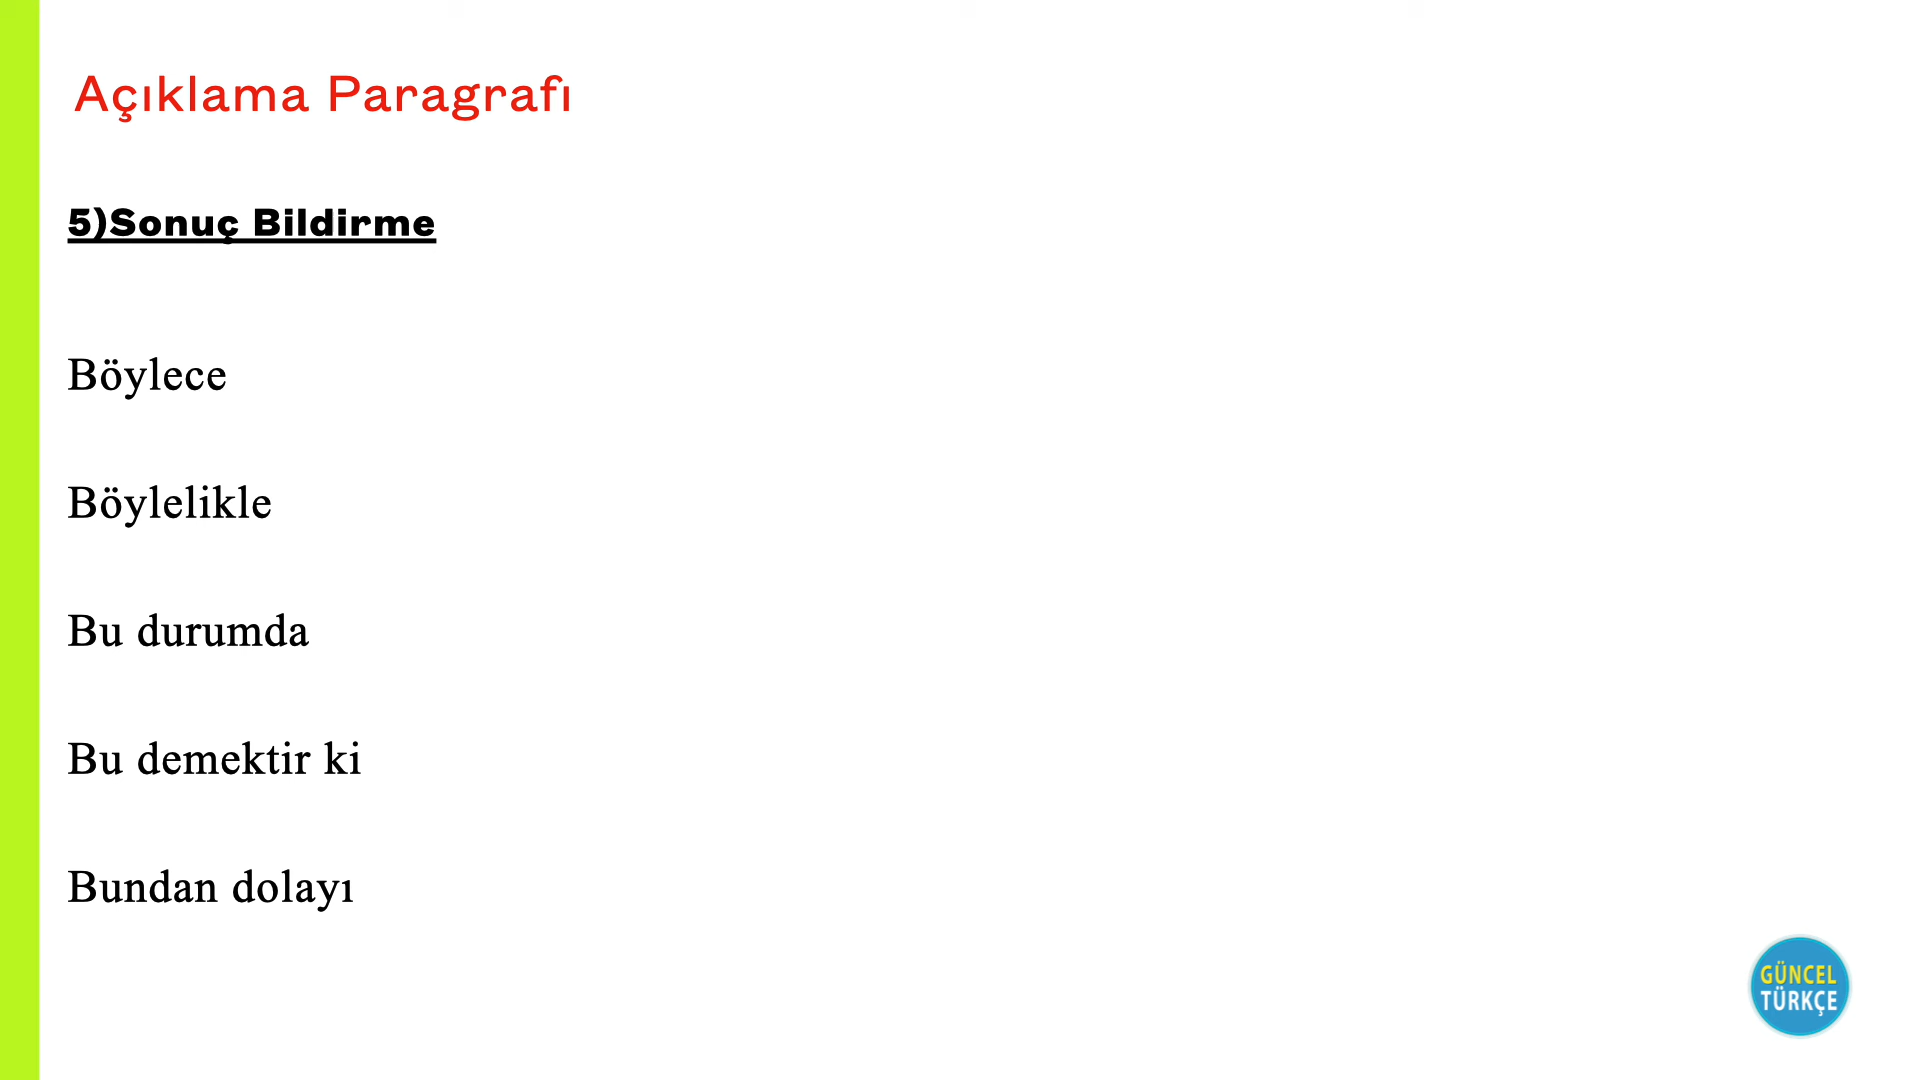 Açıklama Paragrafı
5)Sonuç Bildirme
Böylece
Böylelikle
Bu durumda
Bu demektir ki
Bundan dolayı
GÜNCEL
TÜRKÇE